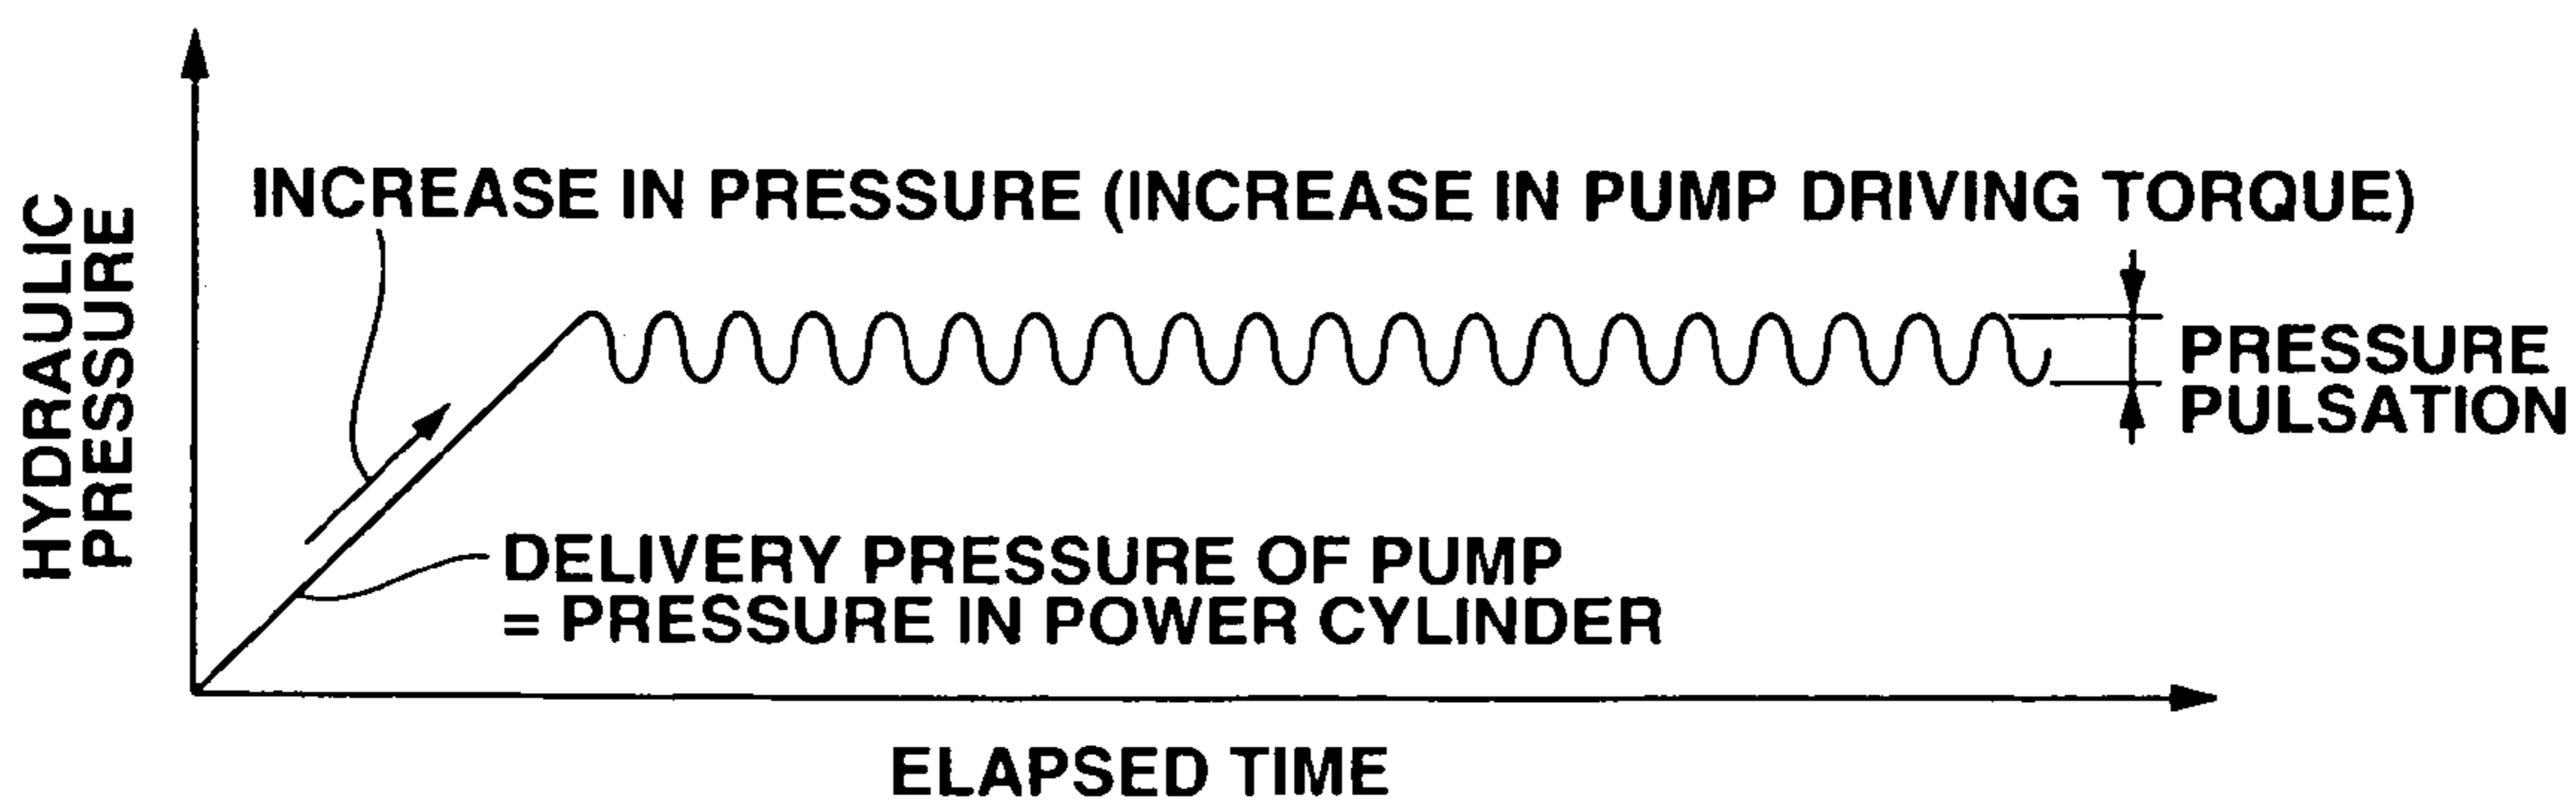 HYDRAULIC
PRESSURE
INCREASE IN PRESSURE (INCREASE IN PUMP DRIVING TORQUE)
PRESSURE
PULSATION
DELIVERY PRESSURE OF PUMP
= PRESSURE IN POWER CYLINDER
ELAPSED TIME